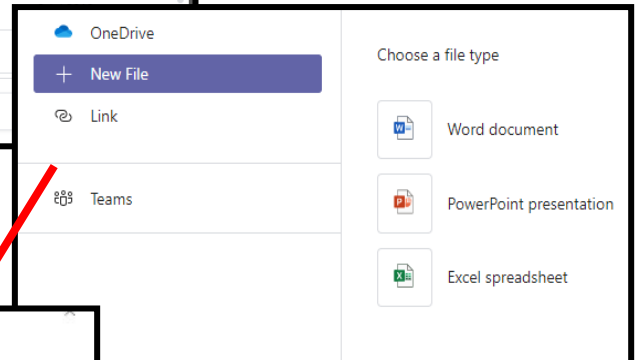 OneDrive
New File
Link
Teams
Choose a file type
Word document
PowerPoint presentation
Excel spreadsheet